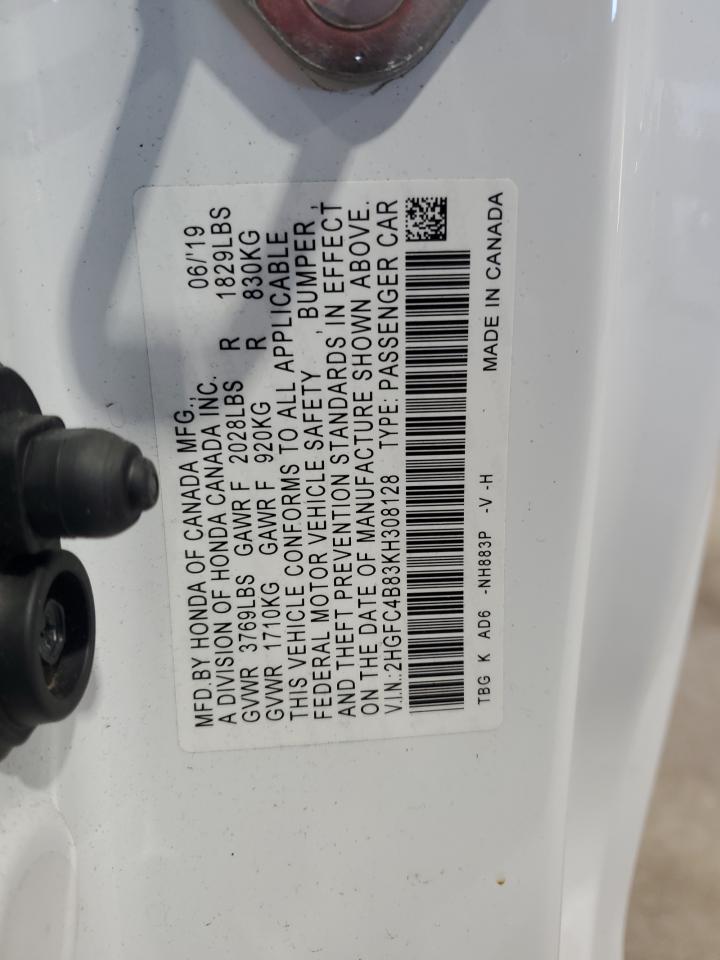 MFD.BY HONDA OF CANADA MFG., 06/'19
A DIVISION OF HONDA CANADA INC.
GVWR 3769LBS GAWR F 2028LBS R 1829LBS
GVWR 1710KG GAWR F 920KG R 830KG
THIS VEHICLE CONFORMS TO ALL APPLICABLE
FEDERAL MOTOR VEHICLE SAFETY , BUMPER ,
AND THEFT PREVENTION STANDARDS IN EFFECT
ON THE DATE OF MANUFACTURE SHOWN ABOVE.
V.I.N.:2HGFC4B83KH308128 TYPE: PASSENGER CAR
TBG K AD6 -NH883P -V -H MADE IN CANADA